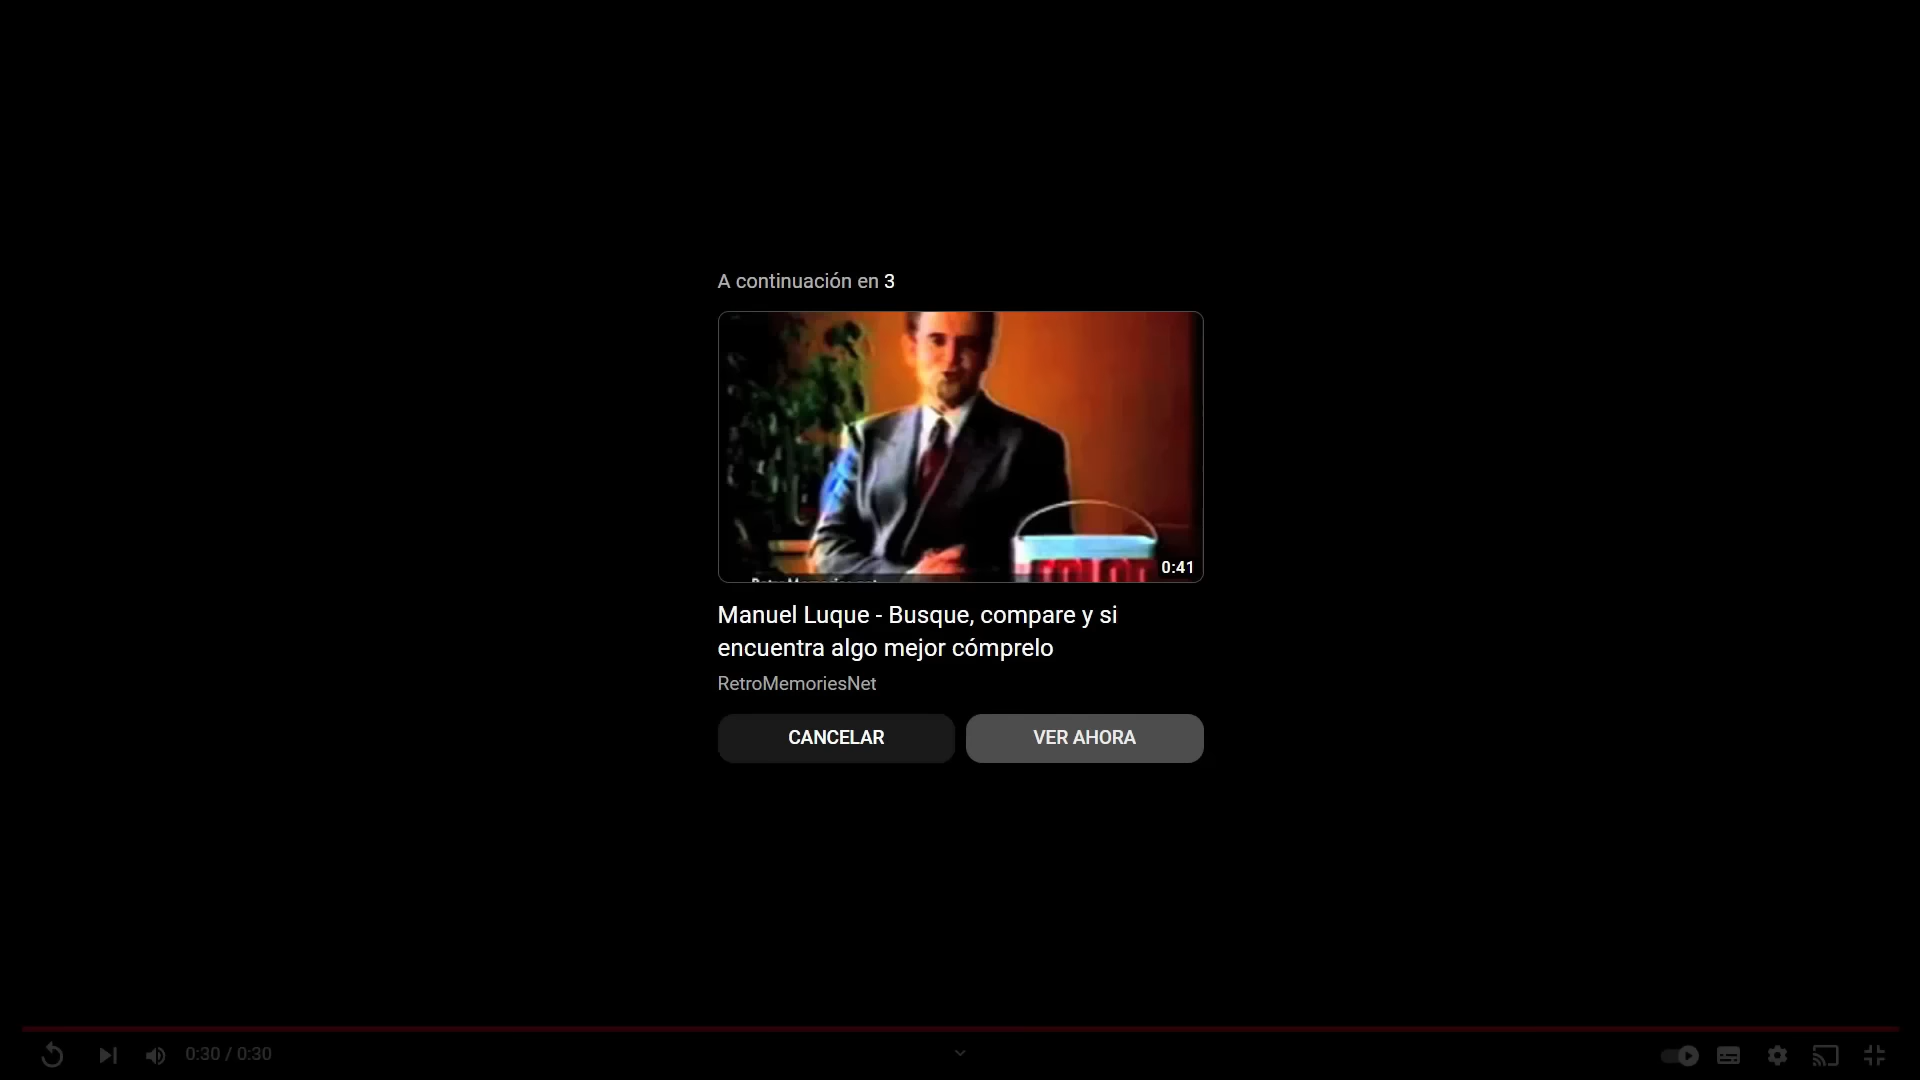 A continuación en 3
0:41
Manuel Luque - Busque, compare y si
encuentra algo mejor cómprelo
RetroMemoriesNet
CANCELAR
VER AHORA
0:30 / 0:30